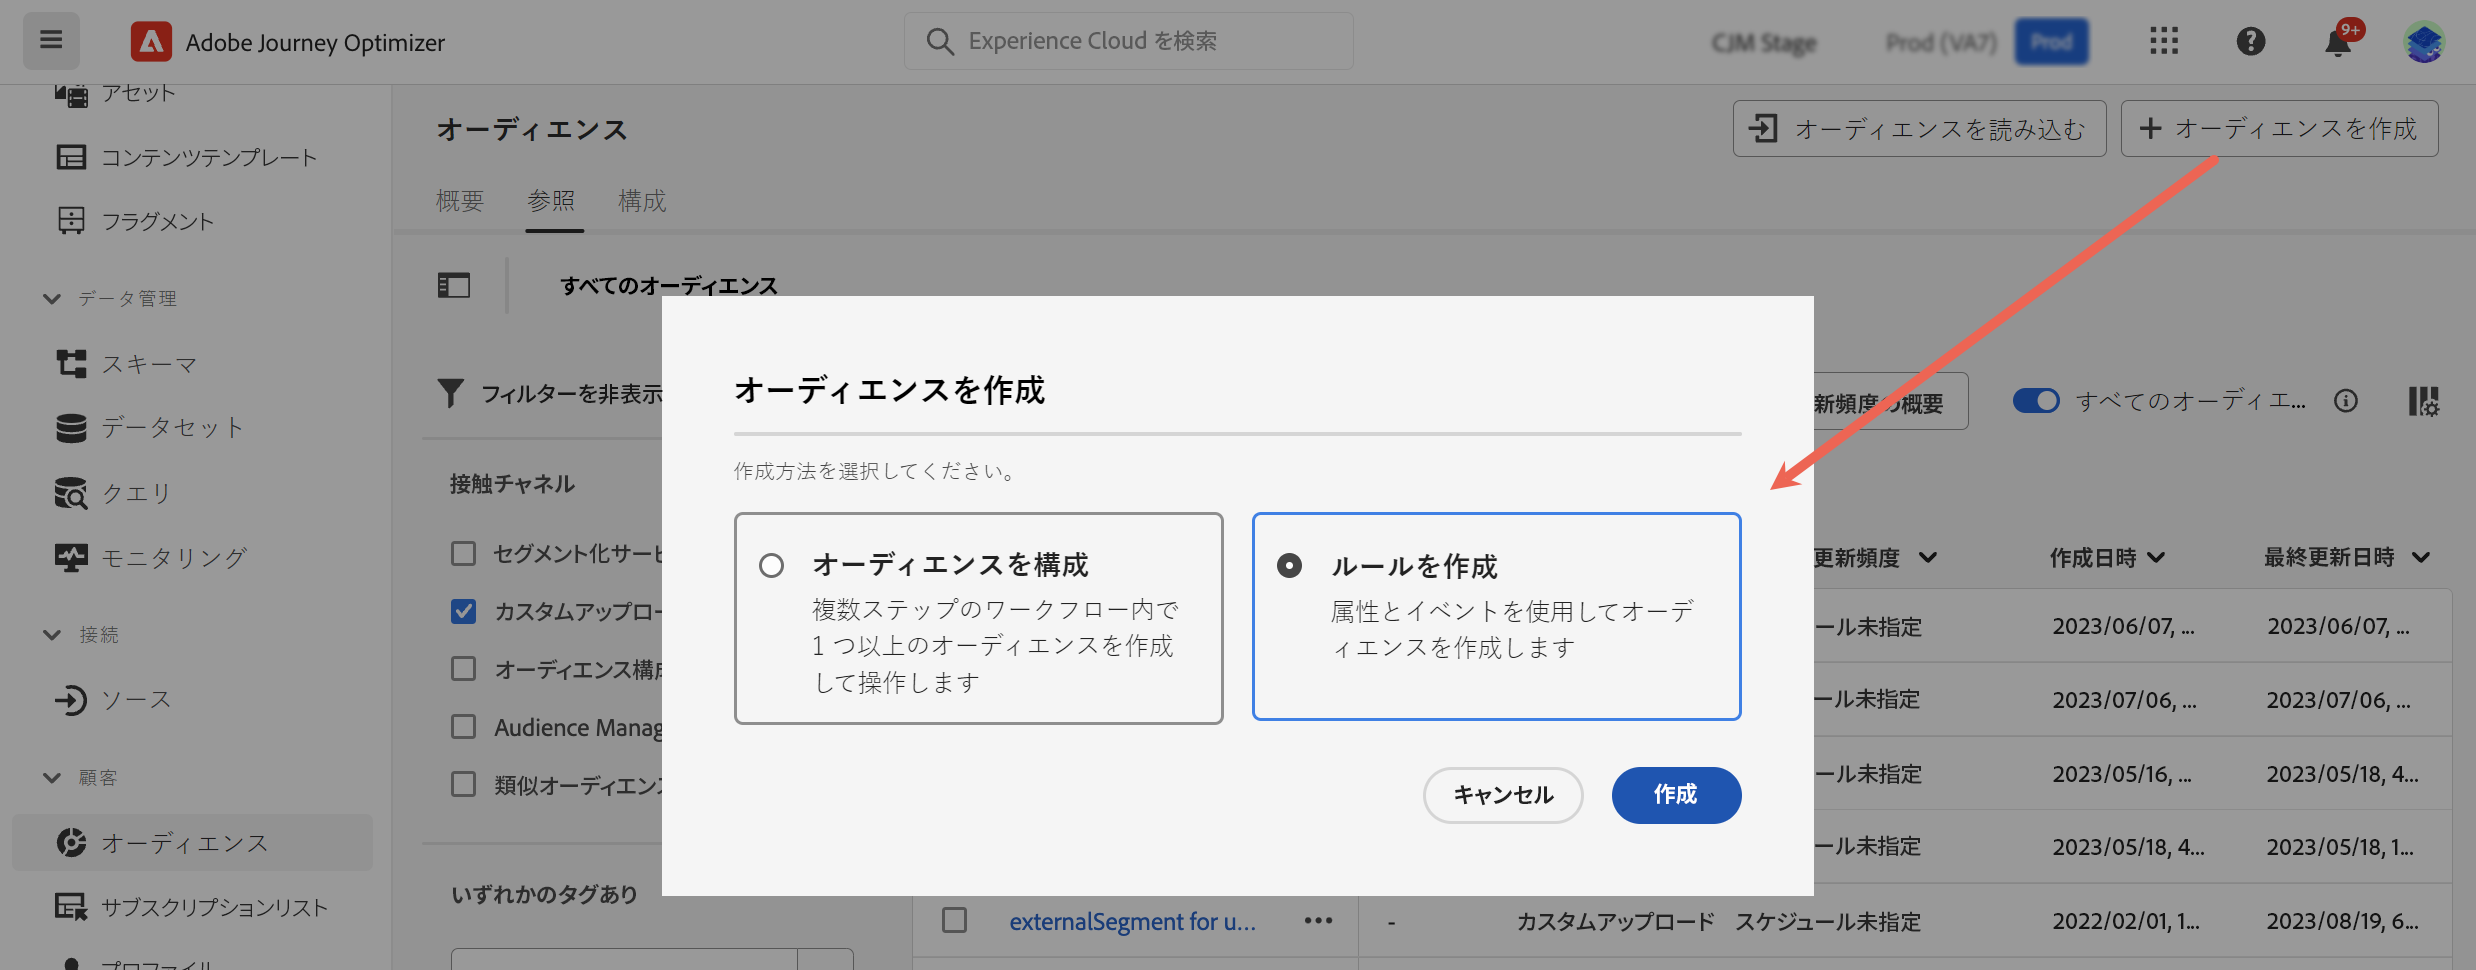 Adobe Journey Optimizer
Experience Cloud を検索
CJM Stage
Prod (VA7)
Prod
9+
アセット
コンテンツテンプレート
フラグメント
データ管理
スキーマ
データセット
クエリ
モニタリング
接続
ソース
顧客
オーディエンス
サブスクリプションリスト
プロファイル
オーディエンス
オーディエンスを読み込む
オーディエンスを作成
概要
参照
構成
すべてのオーディエンス
フィルターを非表示
新頻度の概要
すべてのオーディエ...
接触チャネル
セグメント化サービ
カスタムアップロー
オーディエンス構成
Audience Manag
類似オーディエンス
いずれかのタグあり
オーディエンスを作成
作成方法を選択してください。
オーディエンスを構成
複数ステップのワークフロー内で
1 つ以上のオーディエンスを作成
して操作します
ルールを作成
属性とイベントを使用してオーデ
ィエンスを作成します
キャンセル
作成
更新頻度
作成日時
最終更新日時
ール未指定
2023/06/07, ...
2023/06/07, ...
ール未指定
2023/07/06, ...
2023/07/06, ...
ール未指定
2023/05/16, ...
2023/05/18, 4...
ール未指定
2023/05/18, 4...
2023/05/18, 1...
externalSegment for u...
-
カスタムアップロード
スケジュール未指定
2022/02/01, 1...
2023/08/19, 6...